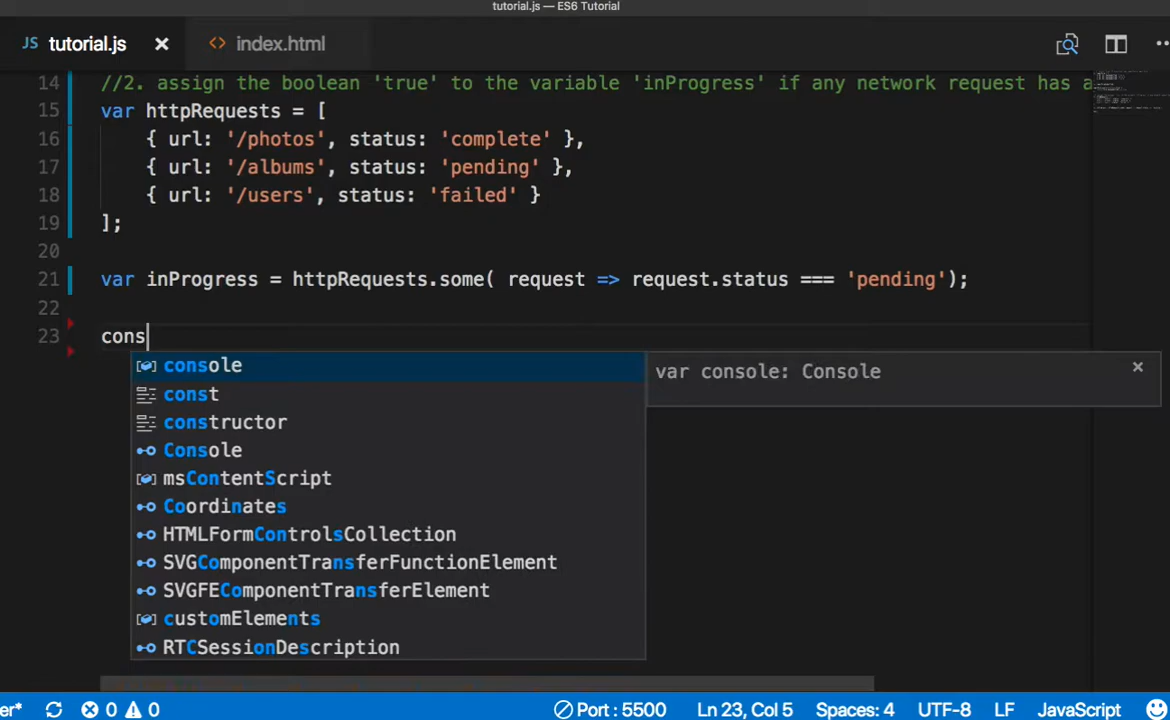 tutorial.js — ES6 Tutorial
JS tutorial.js × <> index.html
14 //2. assign the boolean 'true' to the variable 'inProgress' if any network request has a
15 var httpRequests = [
16 { url: '/photos', status: 'complete' },
17 { url: '/albums', status: 'pending' },
18 { url: '/users', status: 'failed' }
19 ];
20
21 var inProgress = httpRequests.some( request => request.status === 'pending');
22
23 cons
console
var console: Console ×
const
constructor
Console
msContentScript
Coordinates
HTMLFormControlsCollection
SVGComponentTransferFunctionElement
SVGFEComponentTransferElement
customElements
RTCSessionDescription
er* 0 0 Port : 5500 Ln 23, Col 5 Spaces: 4 UTF-8 LF JavaScript